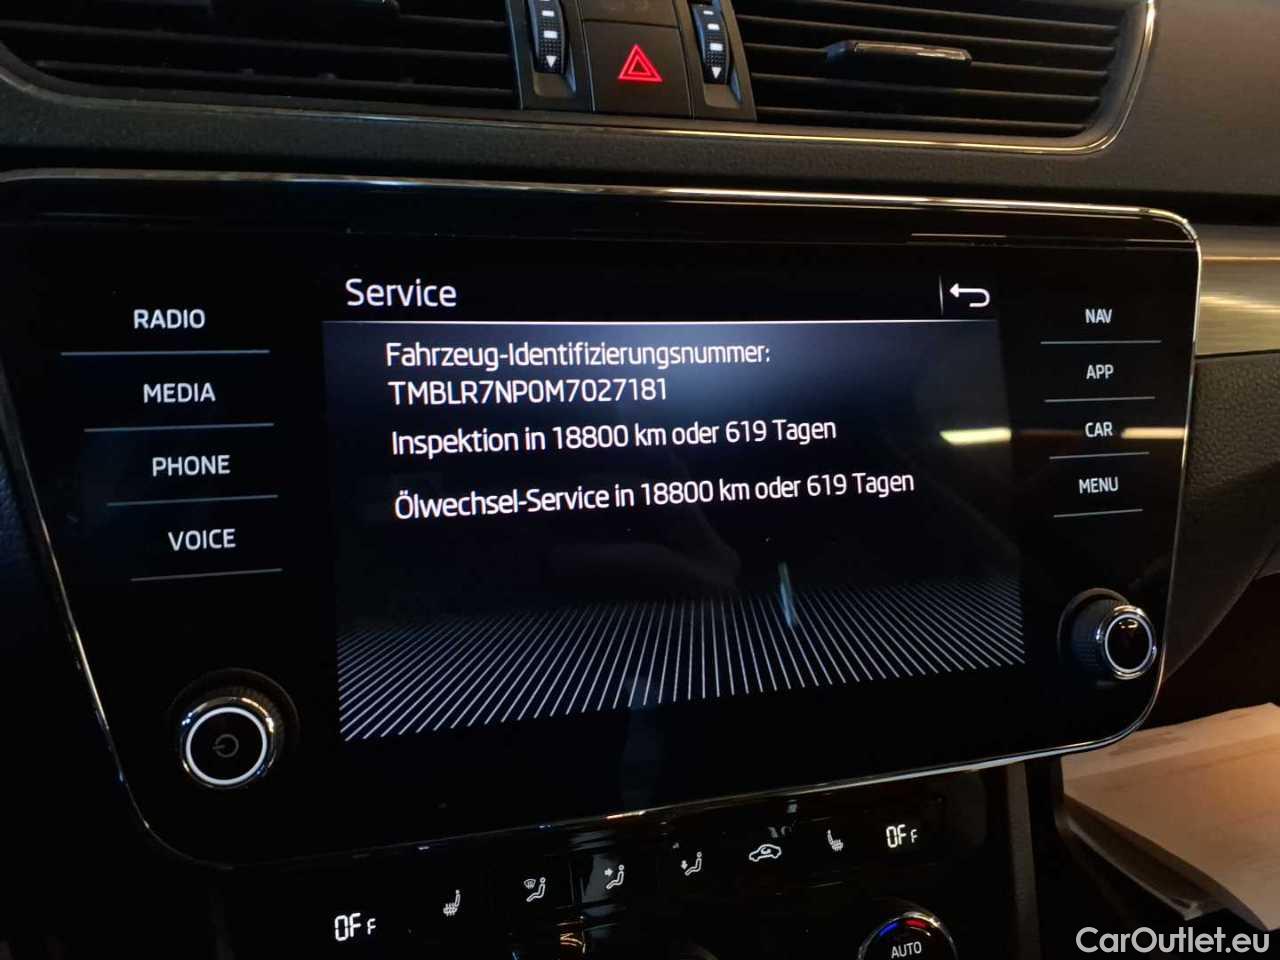 Service
RADIO
MEDIA
PHONE
VOICE
Fahrzeug-Identifizierungsnummer:
TMBLR7NP0M7027181
Inspektion in 18800 km oder 619 Tagen
Ölwechsel-Service in 18800 km oder 619 Tagen
NAV
APP
CAR
MENU
OFF
OFF
AUTO
CarOutlet.eu